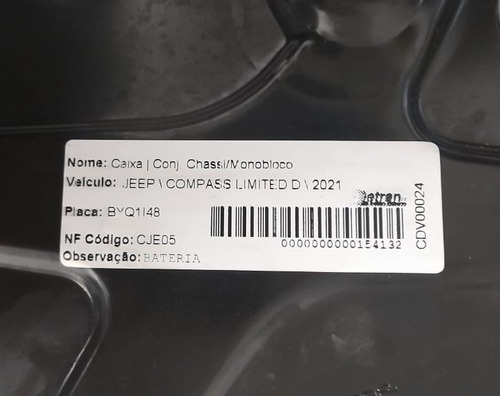 Nome: Caixa | Conj. Chassi/Monobloco
Veículo: JEEP \ COMPASS LIMITED D \ 2021
Placa: BYQ1I48
detran
NF Código: CJE05
0000000000154132
Observação: BATERIA
CDV00024